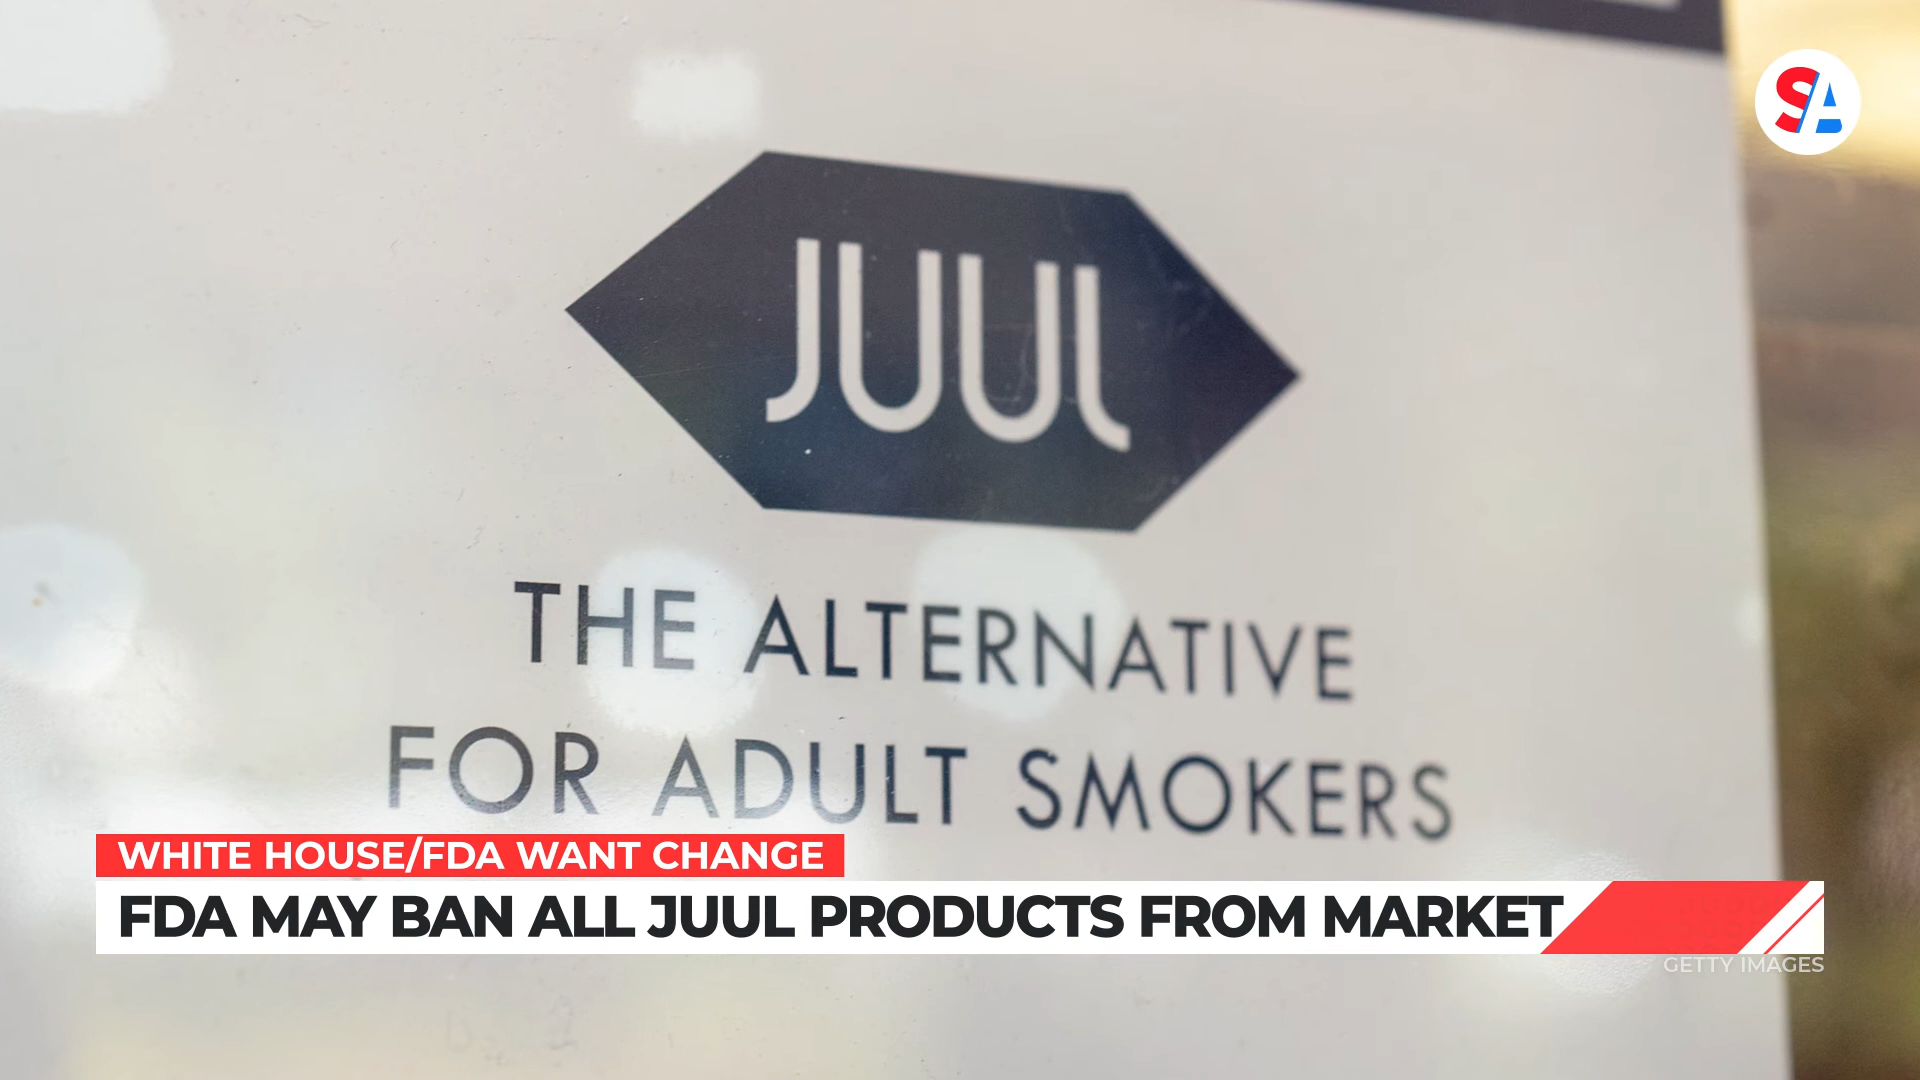 SA
JUUL
THE ALTERNATIVE
FOR ADULT SMOKERS
WHITE HOUSE/FDA WANT CHANGE
FDA MAY BAN ALL JUUL PRODUCTS FROM MARKET
GETTY IMAGES